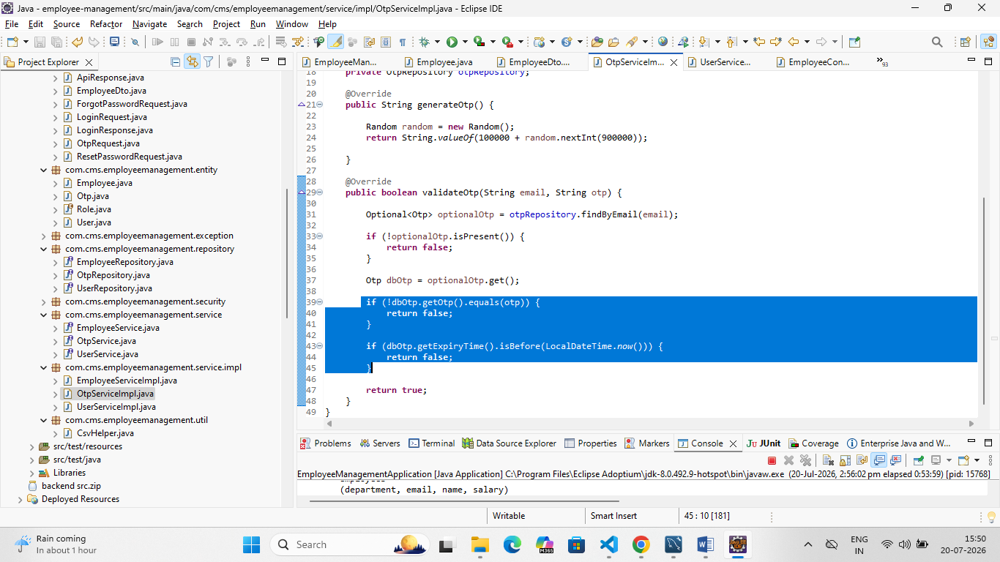 Java - employee-management/src/main/java/com/cms/employeemanagement/service/impl/OtpServiceImpl.java - Eclipse IDE
File Edit Source Refactor Navigate Search Project Run Window Help
Project Explorer
ApiResponse.java
EmployeeDto.java
ForgotPasswordRequest.java
LoginRequest.java
LoginResponse.java
OtpRequest.java
ResetPasswordRequest.java
com.cms.employeemanagement.entity
Employee.java
Otp.java
Role.java
User.java
com.cms.employeemanagement.exception
com.cms.employeemanagement.repository
EmployeeRepository.java
OtpRepository.java
UserRepository.java
com.cms.employeemanagement.security
com.cms.employeemanagement.service
EmployeeService.java
OtpService.java
UserService.java
com.cms.employeemanagement.service.impl
EmployeeServiceImpl.java
OtpServiceImpl.java
UserServiceImpl.java
com.cms.employeemanagement.util
CsvHelper.java
src/test/resources
src/test/java
Libraries
backend src.zip
Deployed Resources
EmployeeMan... Employee.java EmployeeDto.... OtpServiceIm... UserService... EmployeeCon... »93
18 private OtpRepository otpRepository;
19
20 @Override
21 public String generateOtp() {
22
23 Random random = new Random();
24 return String.valueOf(100000 + random.nextInt(900000));
25
26 }
27
28 @Override
29 public boolean validateOtp(String email, String otp) {
30
31 Optional<Otp> optionalOtp = otpRepository.findByEmail(email);
32
33 if (!optionalOtp.isPresent()) {
34 return false;
35 }
36
37 Otp dbOtp = optionalOtp.get();
38
39 if (!dbOtp.getOtp().equals(otp)) {
40 return false;
41 }
42
43 if (dbOtp.getExpiryTime().isBefore(LocalDateTime.now())) {
44 return false;
45 }
46
47 return true;
48 }
49 }
Problems Servers Terminal Data Source Explorer Properties Markers Console JUnit Coverage Enterprise Java and W...
EmployeeManagementApplication [Java Application] C:\Program Files\Eclipse Adoptium\jdk-8.0.492.9-hotspot\bin\javaw.exe (20-Jul-2026, 2:56:02 pm elapsed 0:53:59) [pid: 15768]
employees
(department, email, name, salary)
Writable Smart Insert 45 : 10 [181]
Rain coming
In about 1 hour
Search
M365
ENG
IN
15:50
20-07-2026